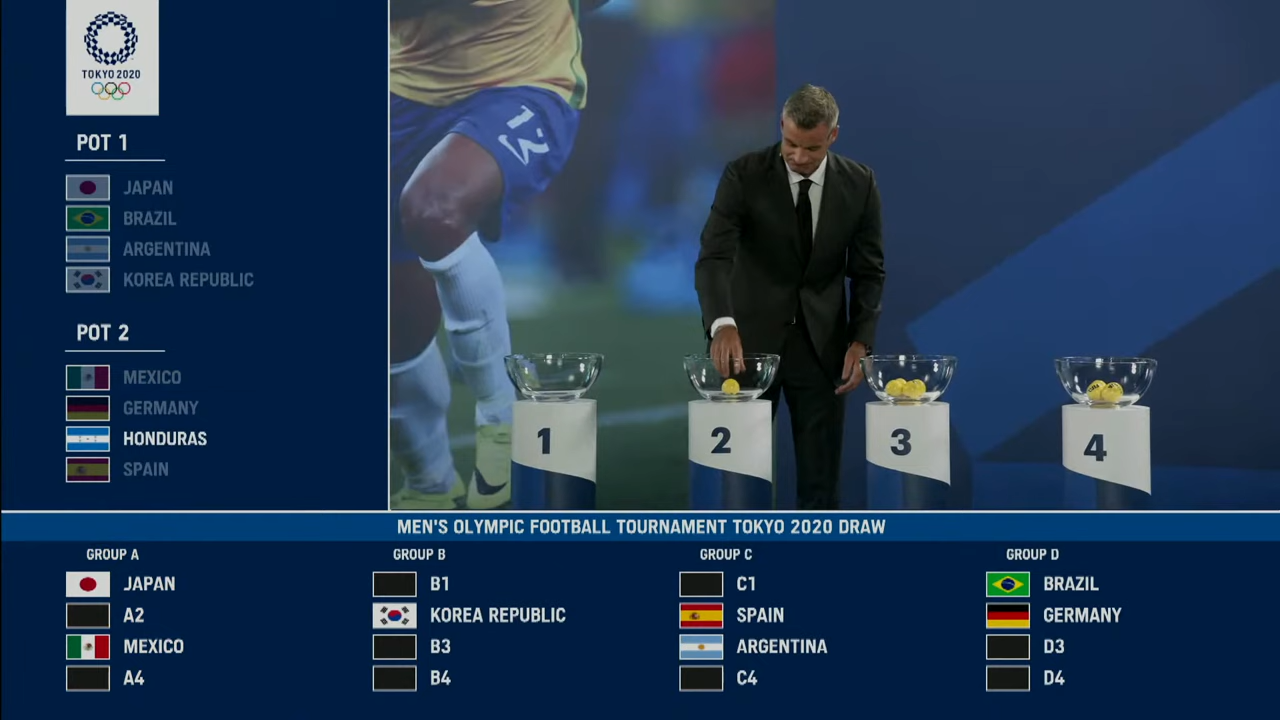 TOKYO 2020
POT 1
JAPAN
BRAZIL
ARGENTINA
KOREA REPUBLIC
POT 2
MEXICO
GERMANY
HONDURAS
SPAIN
12
1
2
3
4
MEN'S OLYMPIC FOOTBALL TOURNAMENT TOKYO 2020 DRAW
GROUP A
JAPAN
A2
MEXICO
A4
GROUP B
B1
KOREA REPUBLIC
B3
B4
GROUP C
C1
SPAIN
ARGENTINA
C4
GROUP D
BRAZIL
GERMANY
D3
D4